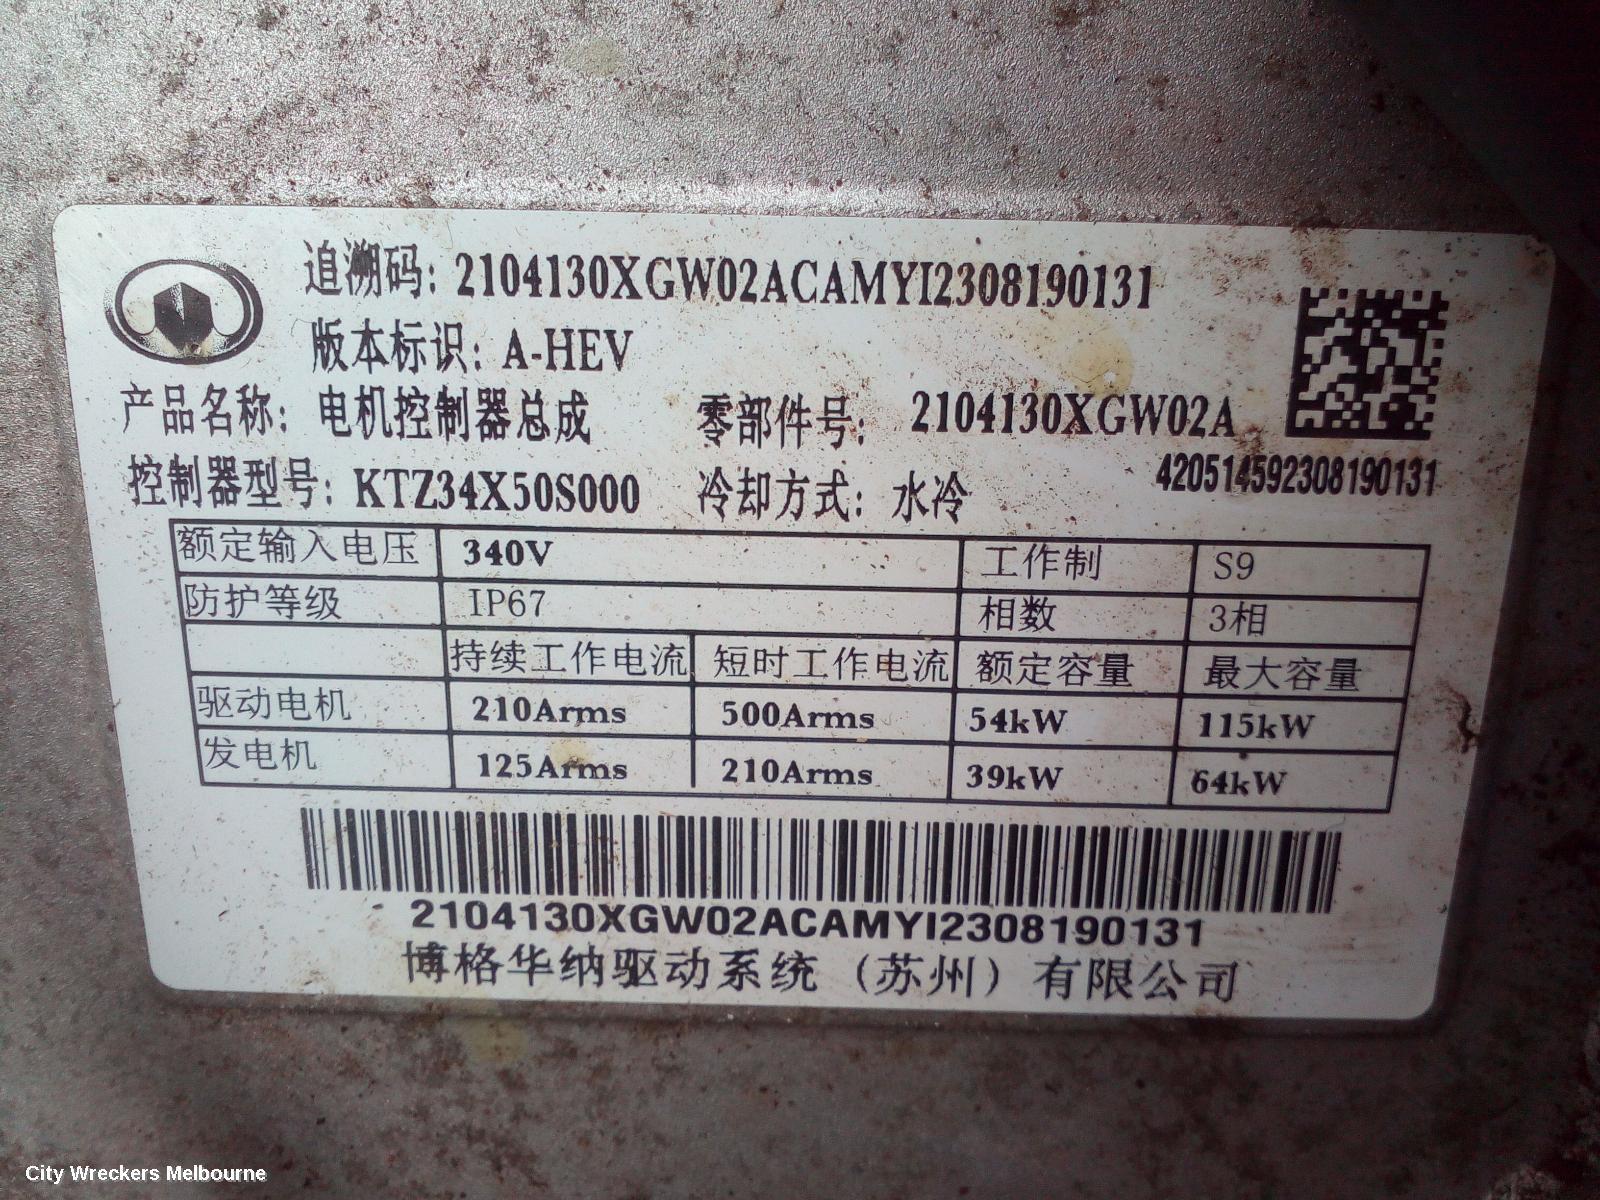 追溯码: 2104130XGW02ACAMYI2308190131
版本标识: A-HEV
产品名称: 电机控制器总成 零部件号: 2104130XGW02A
控制器型号: KTZ34X50S000 冷却方式: 水冷
420514592308190131
额定输入电压 340V 工作制 S9
防护等级 IP67 相数 3相
持续工作电流 短时工作电流 额定容量 最大容量
驱动电机 210Arms 500Arms 54kW 115kW
发电机 125Arms 210Arms 39kW 64kW
2104130XGW02ACAMYI2308190131
博格华纳驱动系统（苏州）有限公司
City Wreckers Melbourne